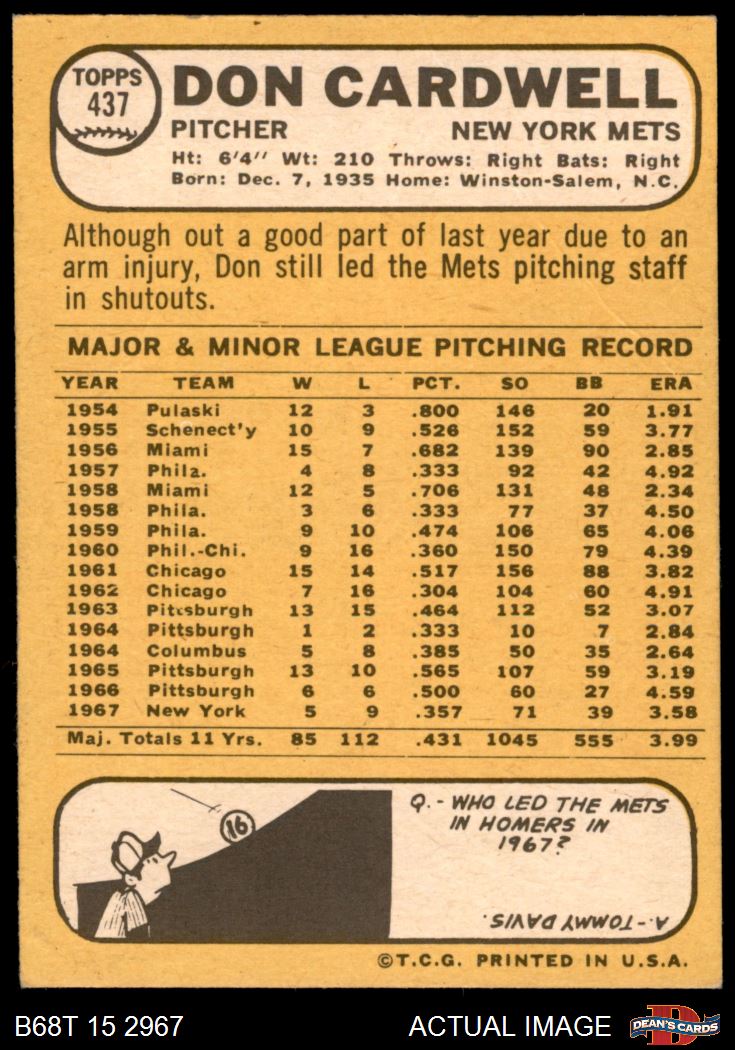 TOPPS
437
DON CARDWELL
PITCHER NEW YORK METS
Ht: 6'4" Wt: 210 Throws: Right Bats: Right
Born: Dec. 7, 1935 Home: Winston-Salem, N.C.
Although out a good part of last year due to an
arm injury, Don still led the Mets pitching staff
in shutouts.
MAJOR & MINOR LEAGUE PITCHING RECORD
YEAR TEAM W L PCT. SO BB ERA
1954 Pulaski 12 3 .800 146 20 1.91
1955 Schenect'y 10 9 .526 152 59 3.77
1956 Miami 15 7 .682 139 90 2.85
1957 Phila. 4 8 .333 92 42 4.92
1958 Miami 12 5 .706 131 48 2.34
1958 Phila. 3 6 .333 77 37 4.50
1959 Phila. 9 10 .474 106 65 4.06
1960 Phil.-Chi. 9 16 .360 150 79 4.39
1961 Chicago 15 14 .517 156 88 3.82
1962 Chicago 7 16 .304 104 60 4.91
1963 Pittsburgh 13 15 .464 112 52 3.07
1964 Pittsburgh 1 2 .333 10 7 2.84
1964 Columbus 5 8 .385 50 35 2.64
1965 Pittsburgh 13 10 .565 107 59 3.19
1966 Pittsburgh 6 6 .500 60 27 4.59
1967 New York 5 9 .357 71 39 3.58
Maj. Totals 11 Yrs. 85 112 .431 1045 555 3.99
16
Q.- WHO LED THE METS
IN HOMERS IN
1967?
A.-TOMMY DAVIS.
©T.C.G. PRINTED IN U.S.A.
B68T 15 2967 ACTUAL IMAGE
D
DEAN'S CARDS